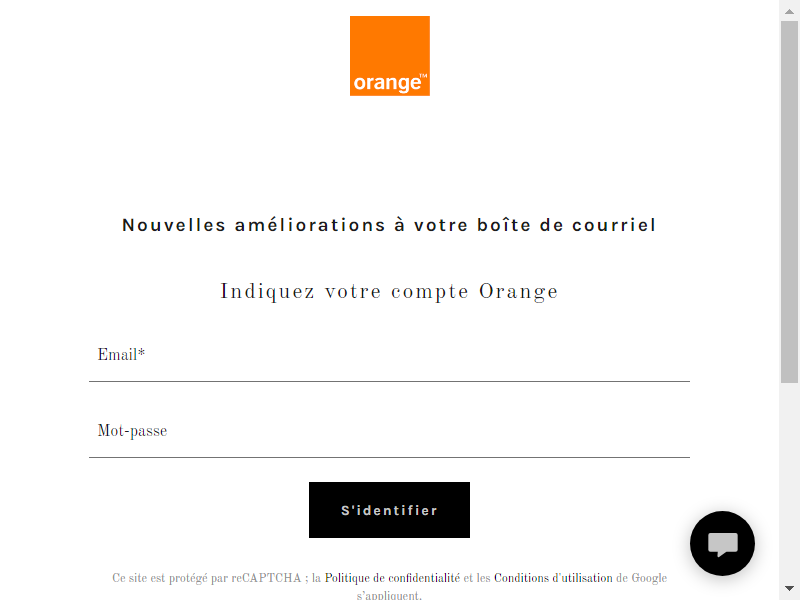 orange™
Nouvelles améliorations à votre boîte de courriel
Indiquez votre compte Orange
Email*
Mot-passe
S'identifier
Ce site est protégé par reCAPTCHA ; la Politique de confidentialité et les Conditions d'utilisation de Google
s'appliquent.